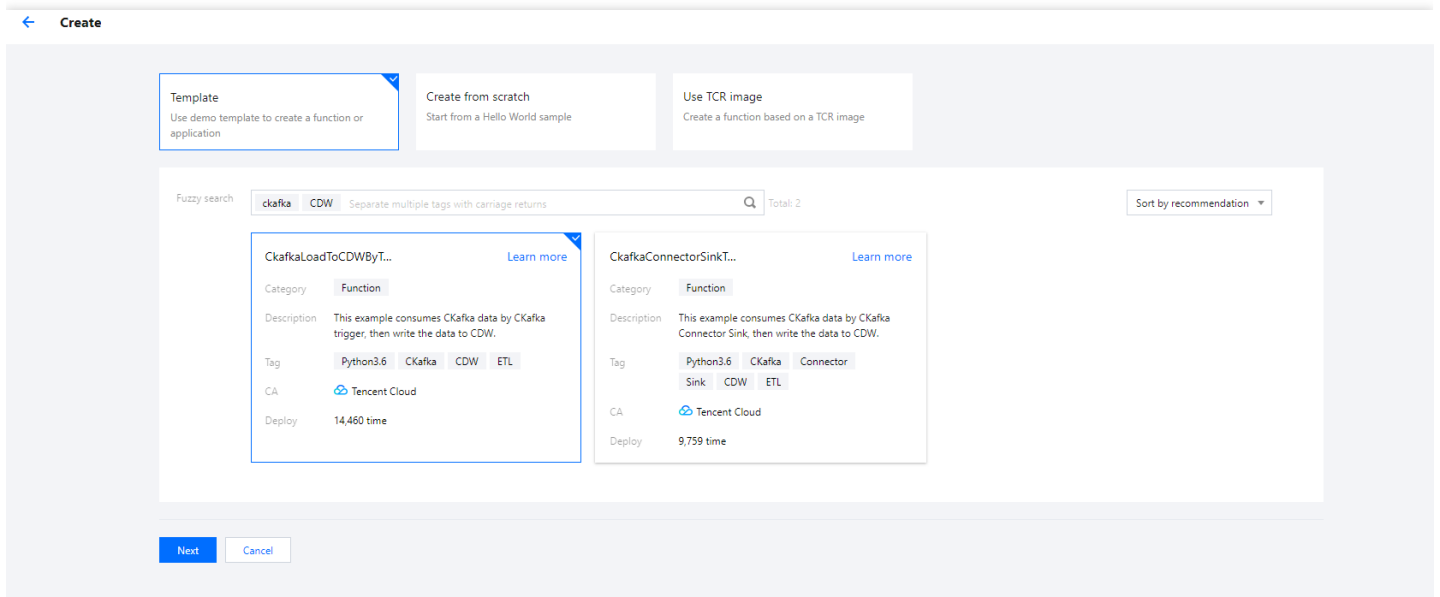 Create
Template
Use demo template to create a function or
application
Create from scratch
Start from a Hello World sample
Use TCR image
Create a function based on a TCR image
Fuzzy search
ckafka CDW Separate multiple tags with carriage returns
Total: 2
Sort by recommendation
CkafkaLoadToCDWByT... Learn more
Category Function
Description This example consumes CKafka data by CKafka
trigger, then write the data to CDW.
Tag Python3.6 CKafka CDW ETL
CA Tencent Cloud
Deploy 14,460 time
CkafkaConnectorSinkT... Learn more
Category Function
Description This example consumes CKafka data by CKafka
Connector Sink, then write the data to CDW.
Tag Python3.6 CKafka Connector
Sink CDW ETL
CA Tencent Cloud
Deploy 9,759 time
Next Cancel